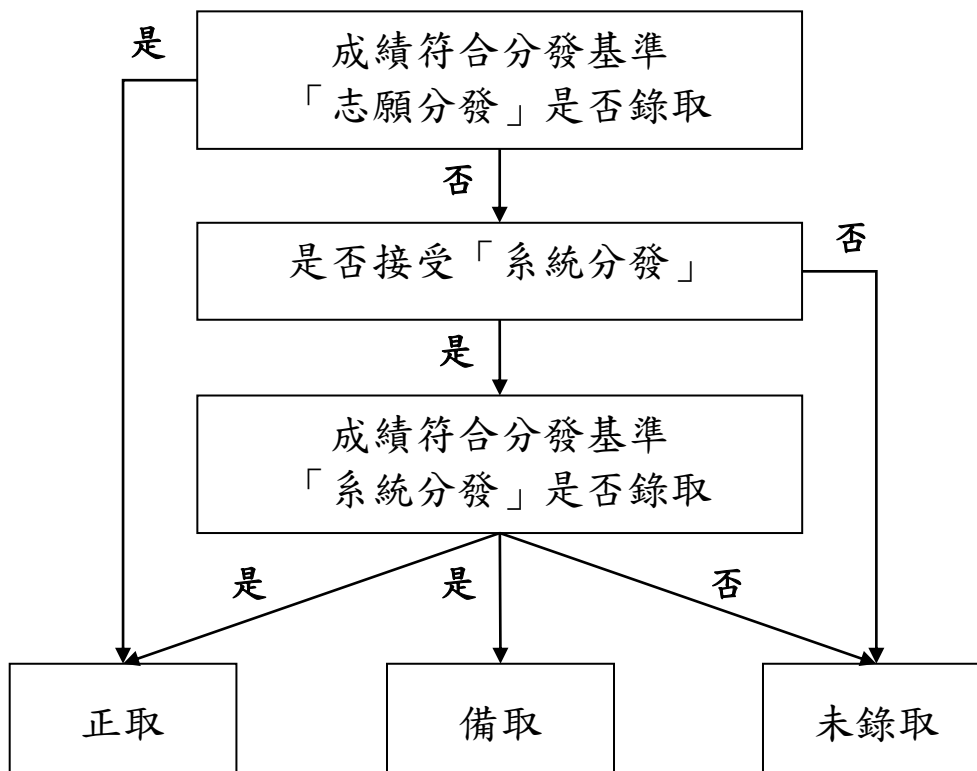 是
成績符合分發基準
「志願分發」是否錄取
否
是否接受「系統分發」
否
是
成績符合分發基準
「系統分發」是否錄取
是
是
否
正取
備取
未錄取